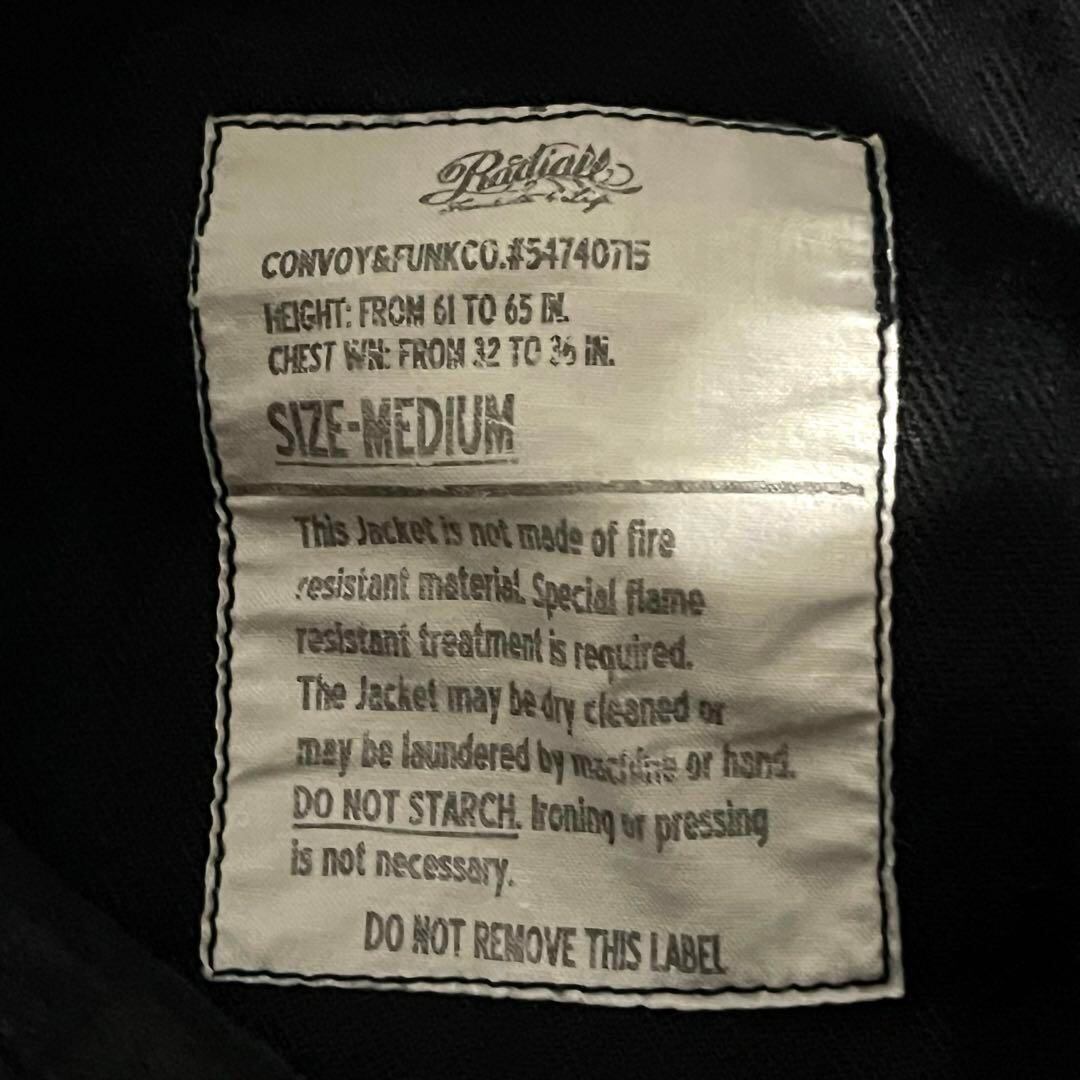 Radiall
CONVOY&FUNKCO.#54740715
HEIGHT: FROM 61 TO 65 IN.
CHEST WN: FROM 32 TO 36 IN.
SIZE-MEDIUM
This Jacket is not made of fire
resistant material. Special flame
resistant treatment is required.
The Jacket may be dry cleaned or
may be laundered by machine or hand.
DO NOT STARCH. Ironing or pressing
is not necessary.
DO NOT REMOVE THIS LABEL